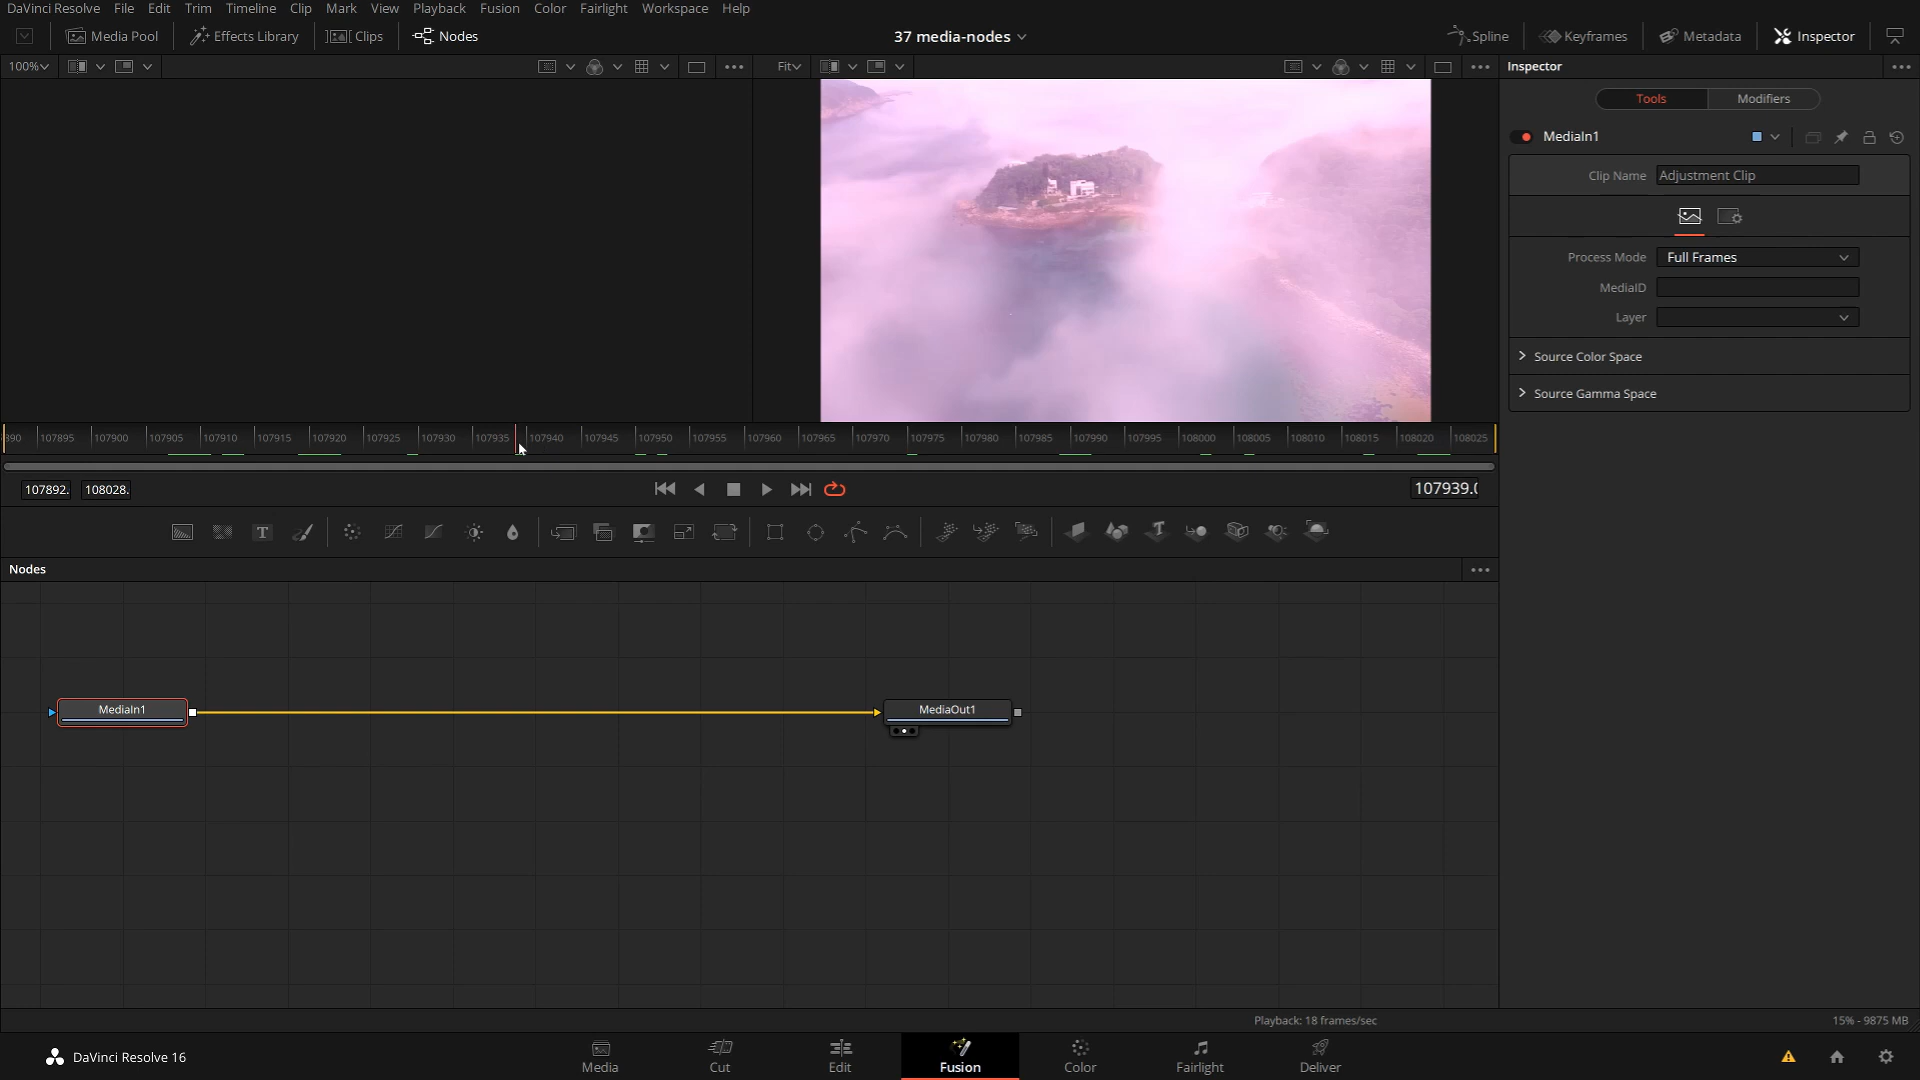 DaVinci Resolve File Edit Trim Timeline Clip Mark View Playback Fusion Color Fairlight Workspace Help
Media Pool Effects Library Clips Nodes 37 media-nodes Spline Keyframes Metadata Inspector
100% Fit Inspector
Tools Modifiers
MediaIn1
Clip Name Adjustment Clip
Process Mode Full Frames
MediaID
Layer
Source Color Space
Source Gamma Space
890 107895 107900 107905 107910 107915 107920 107925 107930 107935 107940 107945 107950 107955 107960 107965 107970 107975 107980 107985 107990 107995 108000 108005 108010 108015 108020 108025
107892. 108028. 107939.0
Nodes
MediaIn1 MediaOut1
Playback: 18 frames/sec 15% - 9875 MB
DaVinci Resolve 16 Media Cut Edit Fusion Color Fairlight Deliver